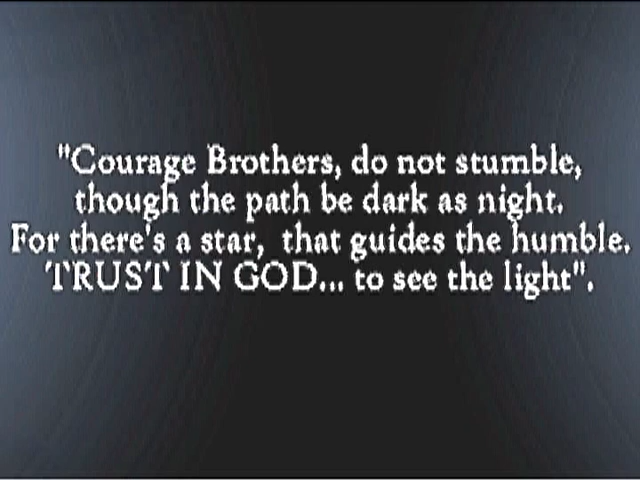 "Courage Brothers, do not stumble,
though the path be dark as night.
For there's a star, that guides the humble.
TRUST IN GOD... to see the light".